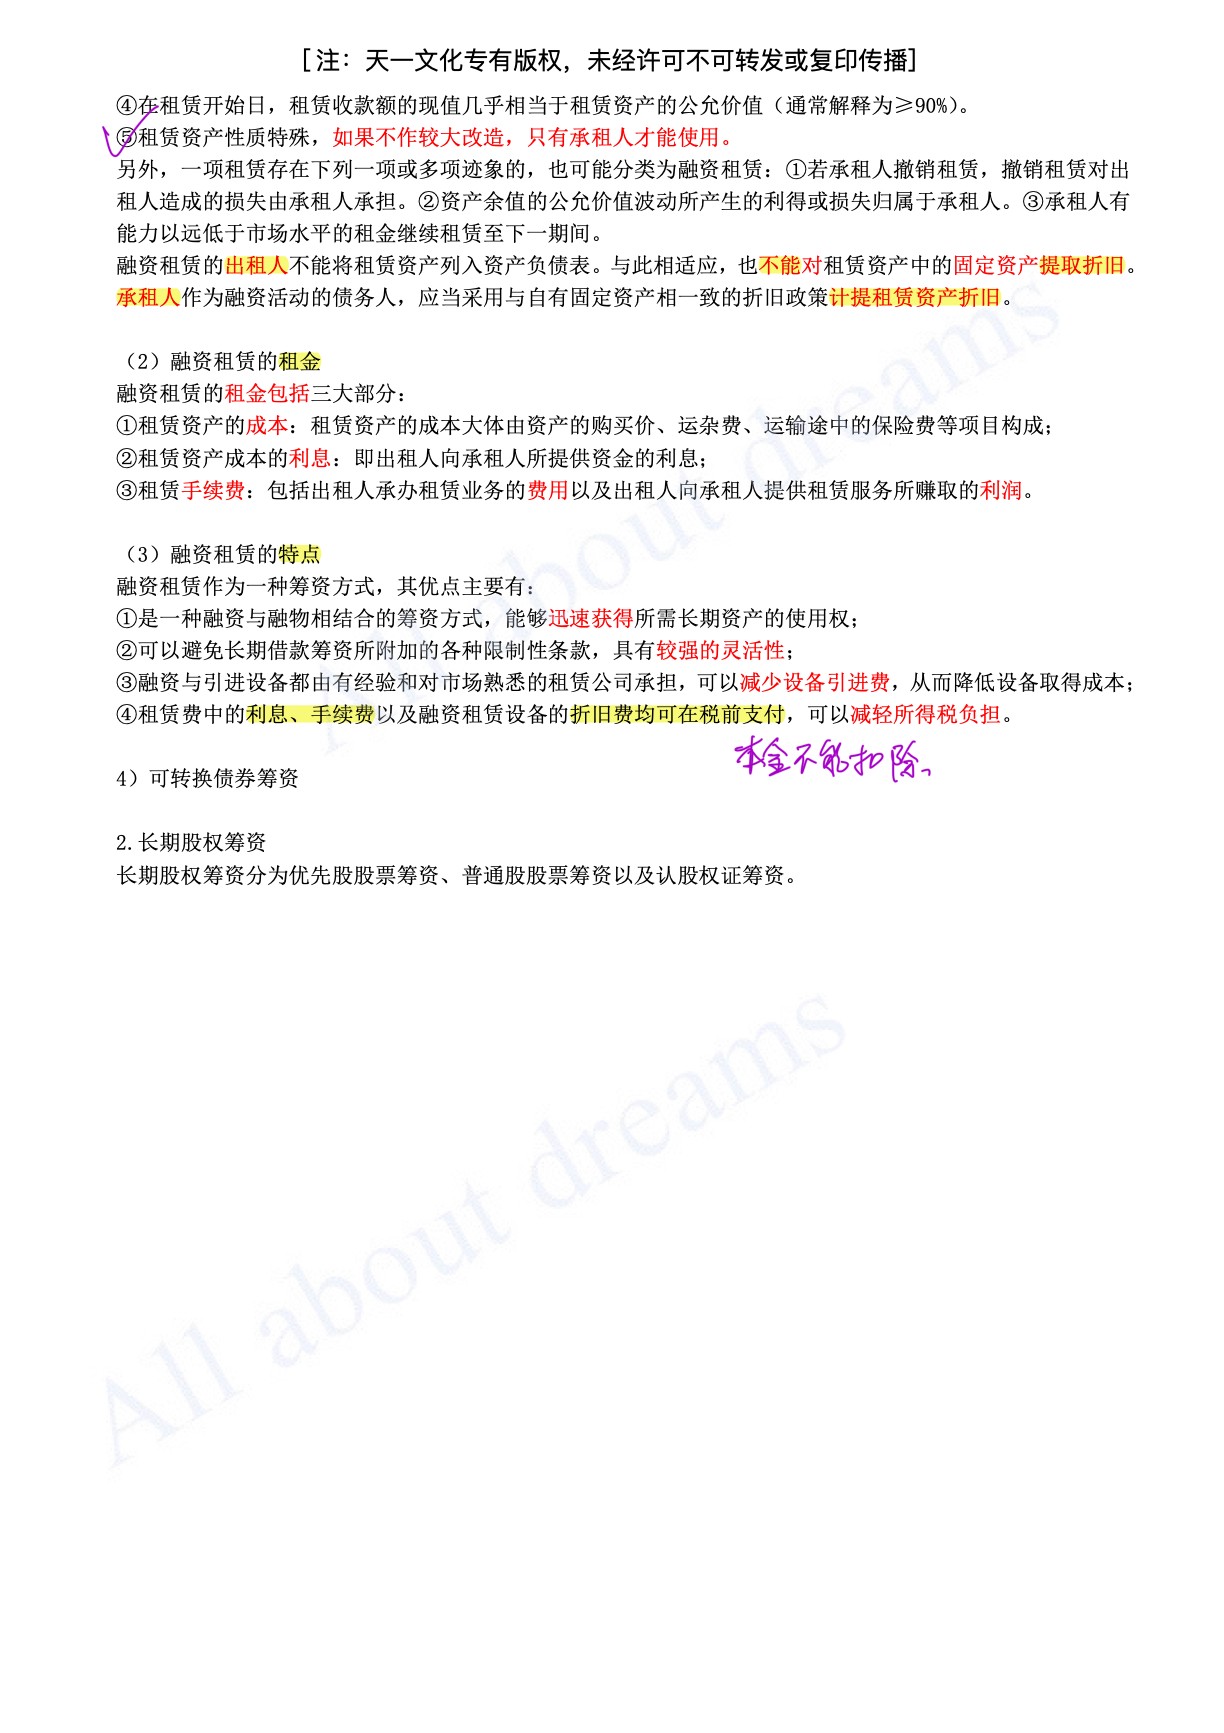 [注：天一文化专有版权，未经许可不可转发或复印传播]
④在租赁开始日，租赁收款额的现值几乎相当于租赁资产的公允价值（通常解释为≥90%）。
⑤租赁资产性质特殊，如果不作较大改造，只有承租人才能使用。
另外，一项租赁存在下列一项或多项迹象的，也可能分类为融资租赁：①若承租人撤销租赁，撤销租赁对出
租人造成的损失由承租人承担。②资产余值的公允价值波动所产生的利得或损失归属于承租人。③承租人有
能力以远低于市场水平的租金继续租赁至下一期间。
融资租赁的出租人不能将租赁资产列入资产负债表。与此相适应，也不能对租赁资产中的固定资产提取折旧。
承租人作为融资活动的债务人，应当采用与自有固定资产相一致的折旧政策计提租赁资产折旧。
（2）融资租赁的租金
融资租赁的租金包括三大部分：
①租赁资产的成本：租赁资产的成本大体由资产的购买价、运杂费、运输途中的保险费等项目构成；
②租赁资产成本的利息：即出租人向承租人所提供资金的利息；
③租赁手续费：包括出租人承办租赁业务的费用以及出租人向承租人提供租赁服务所赚取的利润。
（3）融资租赁的特点
融资租赁作为一种筹资方式，其优点主要有：
①是一种融资与融物相结合的筹资方式，能够迅速获得所需长期资产的使用权；
②可以避免长期借款筹资所附加的各种限制性条款，具有较强的灵活性；
③融资与引进设备都由有经验和对市场熟悉的租赁公司承担，可以减少设备引进费，从而降低设备取得成本；
④租赁费中的利息、手续费以及融资租赁设备的折旧费均可在税前支付，可以减轻所得税负担。
本金不能扣除、
4）可转换债券筹资
2.长期股权筹资
长期股权筹资分为优先股股票筹资、普通股股票筹资以及认股权证筹资。
All about dreams
All about dreams